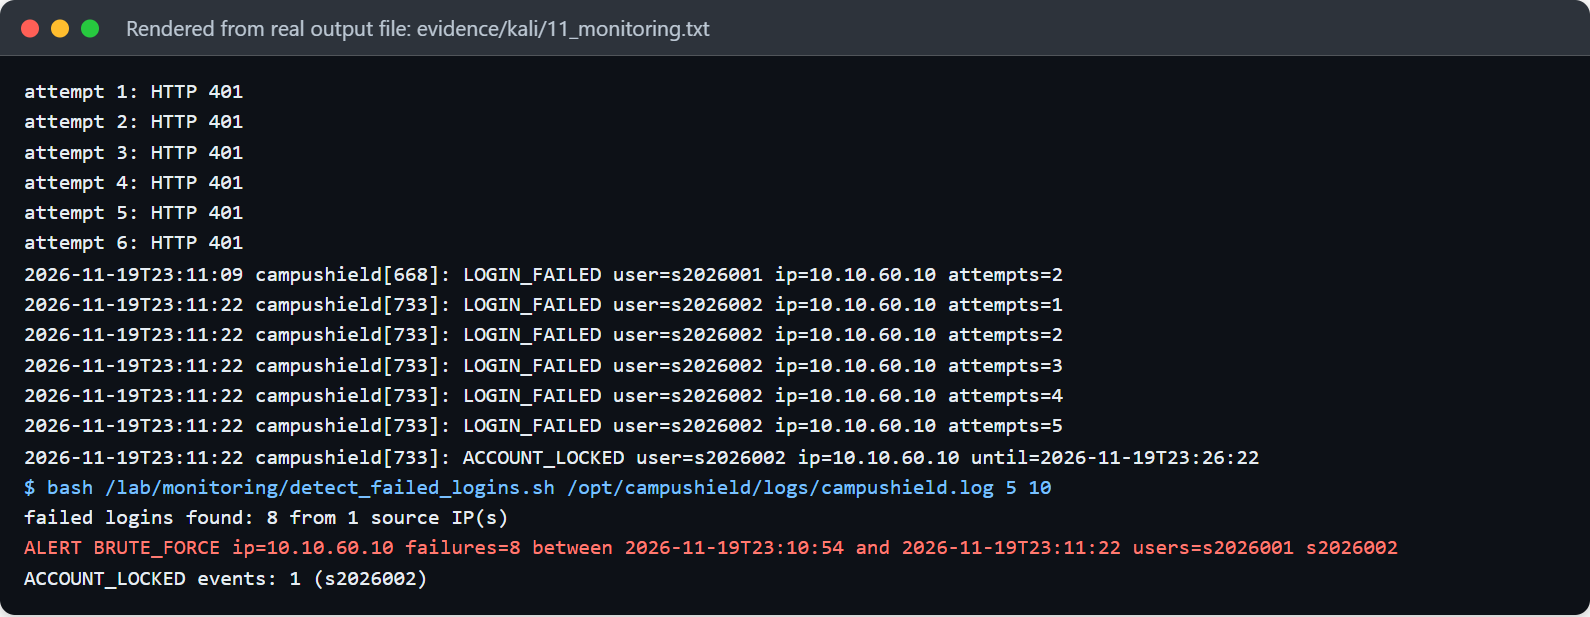 Rendered from real output file: evidence/kali/11_monitoring.txt
attempt 1: HTTP 401
attempt 2: HTTP 401
attempt 3: HTTP 401
attempt 4: HTTP 401
attempt 5: HTTP 401
attempt 6: HTTP 401
2026-11-19T23:11:09 campushield[668]: LOGIN_FAILED user=s2026001 ip=10.10.60.10 attempts=2
2026-11-19T23:11:22 campushield[733]: LOGIN_FAILED user=s2026002 ip=10.10.60.10 attempts=1
2026-11-19T23:11:22 campushield[733]: LOGIN_FAILED user=s2026002 ip=10.10.60.10 attempts=2
2026-11-19T23:11:22 campushield[733]: LOGIN_FAILED user=s2026002 ip=10.10.60.10 attempts=3
2026-11-19T23:11:22 campushield[733]: LOGIN_FAILED user=s2026002 ip=10.10.60.10 attempts=4
2026-11-19T23:11:22 campushield[733]: LOGIN_FAILED user=s2026002 ip=10.10.60.10 attempts=5
2026-11-19T23:11:22 campushield[733]: ACCOUNT_LOCKED user=s2026002 ip=10.10.60.10 until=2026-11-19T23:26:22
$ bash /lab/monitoring/detect_failed_logins.sh /opt/campushield/logs/campushield.log 5 10
failed logins found: 8 from 1 source IP(s)
ALERT BRUTE_FORCE ip=10.10.60.10 failures=8 between 2026-11-19T23:10:54 and 2026-11-19T23:11:22 users=s2026001 s2026002
ACCOUNT_LOCKED events: 1 (s2026002)